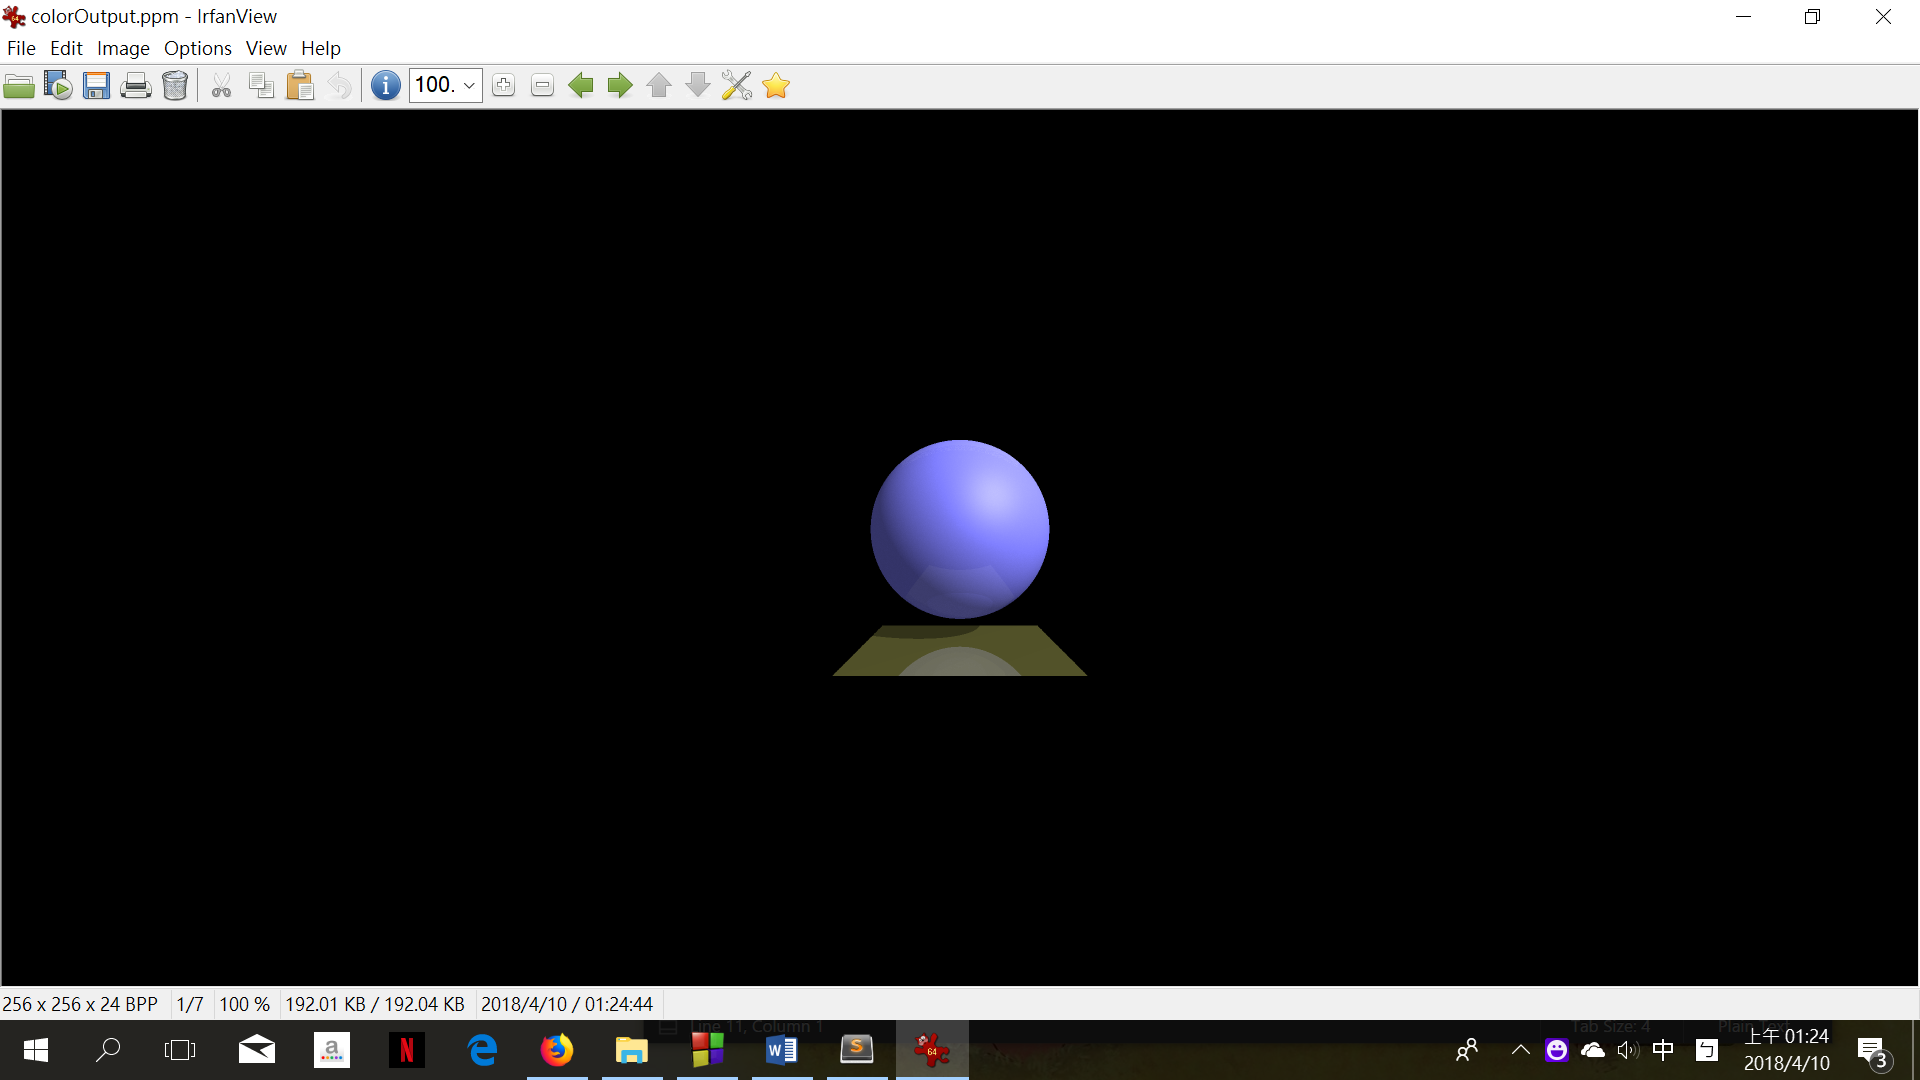 colorOutput.ppm - IrfanView
File Edit Image Options View Help
100.
256 x 256 x 24 BPP 1/7 100 % 192.01 KB / 192.04 KB 2018/4/10 / 01:24:44
Line 11, Column 1 Tab Size: 4 Plain Text
a N W S 64 中 ㄅ 上午 01:24
2018/4/10 3